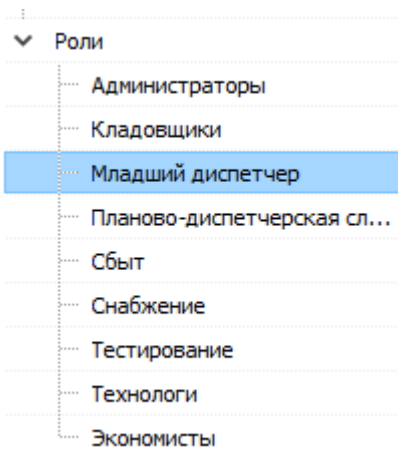 Роли
Администраторы
Кладовщики
Младший диспетчер
Планово-диспетчерская сл...
Сбыт
Снабжение
Тестирование
Технологи
Экономисты